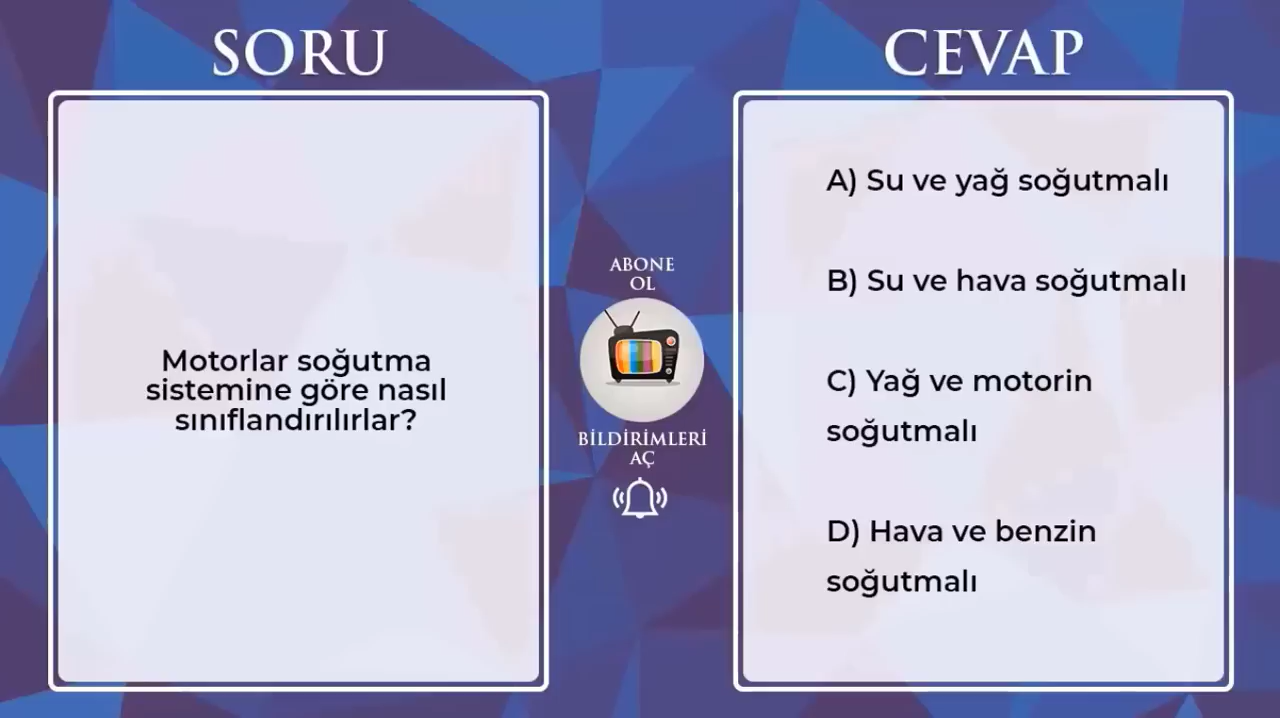 SORU
Motorlar soğutma
sistemine göre nasıl
sınıflandırılırlar?
ABONE
OL
BİLDİRİMLERİ
AÇ
CEVAP
A) Su ve yağ soğutmalı
B) Su ve hava soğutmalı
C) Yağ ve motorin
soğutmalı
D) Hava ve benzin
soğutmalı